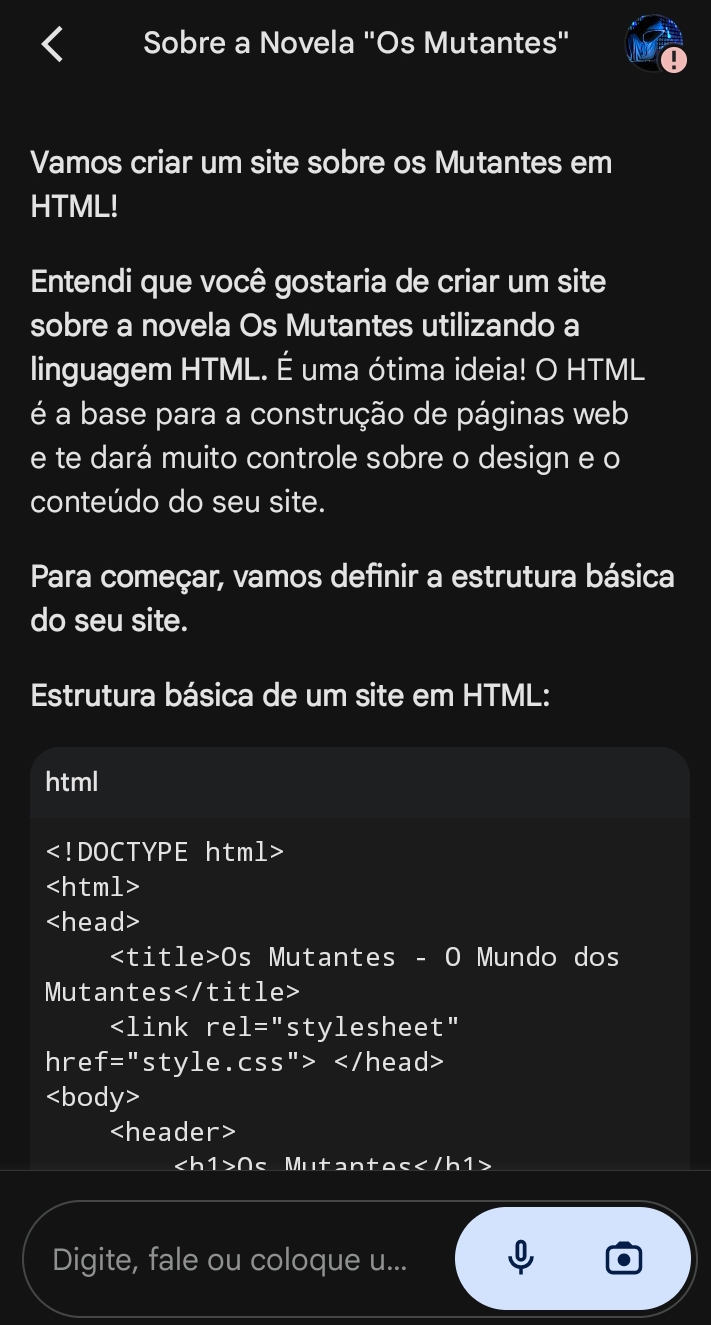 Sobre a Novela "Os Mutantes"
Vamos criar um site sobre os Mutantes em
HTML!
Entendi que você gostaria de criar um site
sobre a novela Os Mutantes utilizando a
linguagem HTML. É uma ótima ideia! O HTML
é a base para a construção de páginas web
e te dará muito controle sobre o design e o
conteúdo do seu site.
Para começar, vamos definir a estrutura básica
do seu site.
Estrutura básica de um site em HTML:
html
<!DOCTYPE html>
<html>
<head>
    <title>Os Mutantes - O Mundo dos
Mutantes</title>
    <link rel="stylesheet"
href="style.css"> </head>
<body>
    <header>
        <h1>Os Mutantes</h1>
Digite, fale ou coloque u...